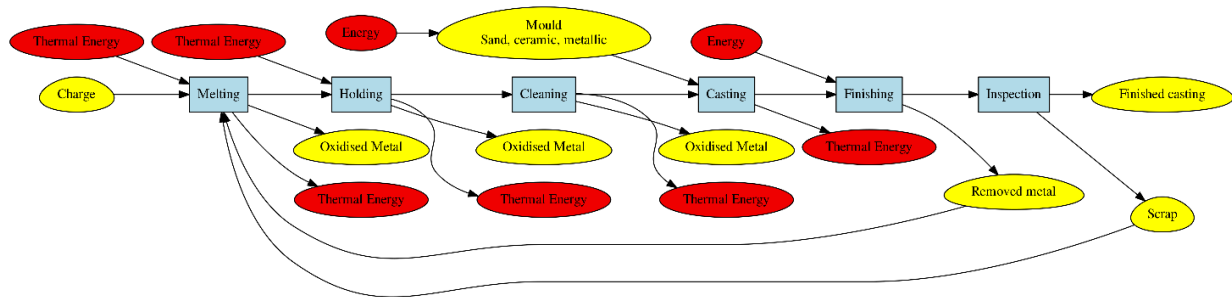 Mould
Sand, ceramic, metallic
Thermal Energy
Thermal Energy
Energy
Energy
Charge
Melting
Holding
Cleaning
Casting
Finishing
Inspection
Finished casting
Oxidised Metal
Oxidised Metal
Oxidised Metal
Thermal Energy
Thermal Energy
Thermal Energy
Thermal Energy
Removed metal
Scrap